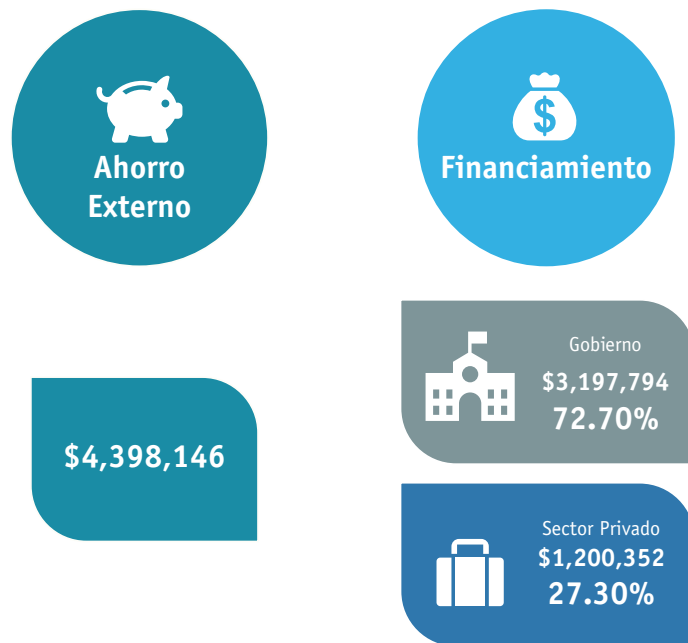 Ahorro
Externo
$4,398,146
$
Financiamiento
Gobierno
$3,197,794
72.70%
Sector Privado
$1,200,352
27.30%